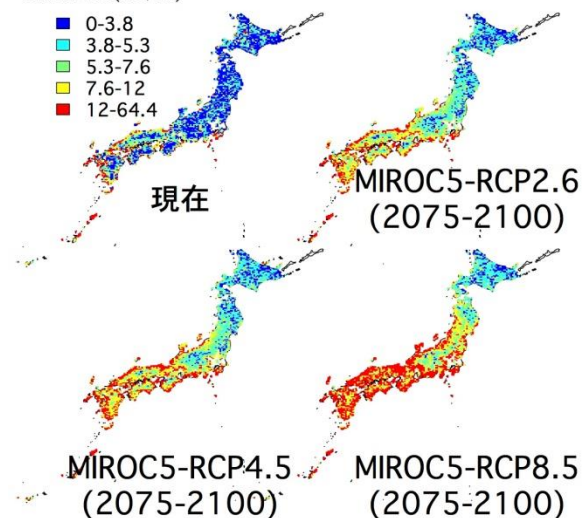 0-3.8
3.8-5.3
5.3-7.6
7.6-12
12-64.4
現在
MIROC5-RCP2.6
(2075-2100)
MIROC5-RCP4.5
(2075-2100)
MIROC5-RCP8.5
(2075-2100)